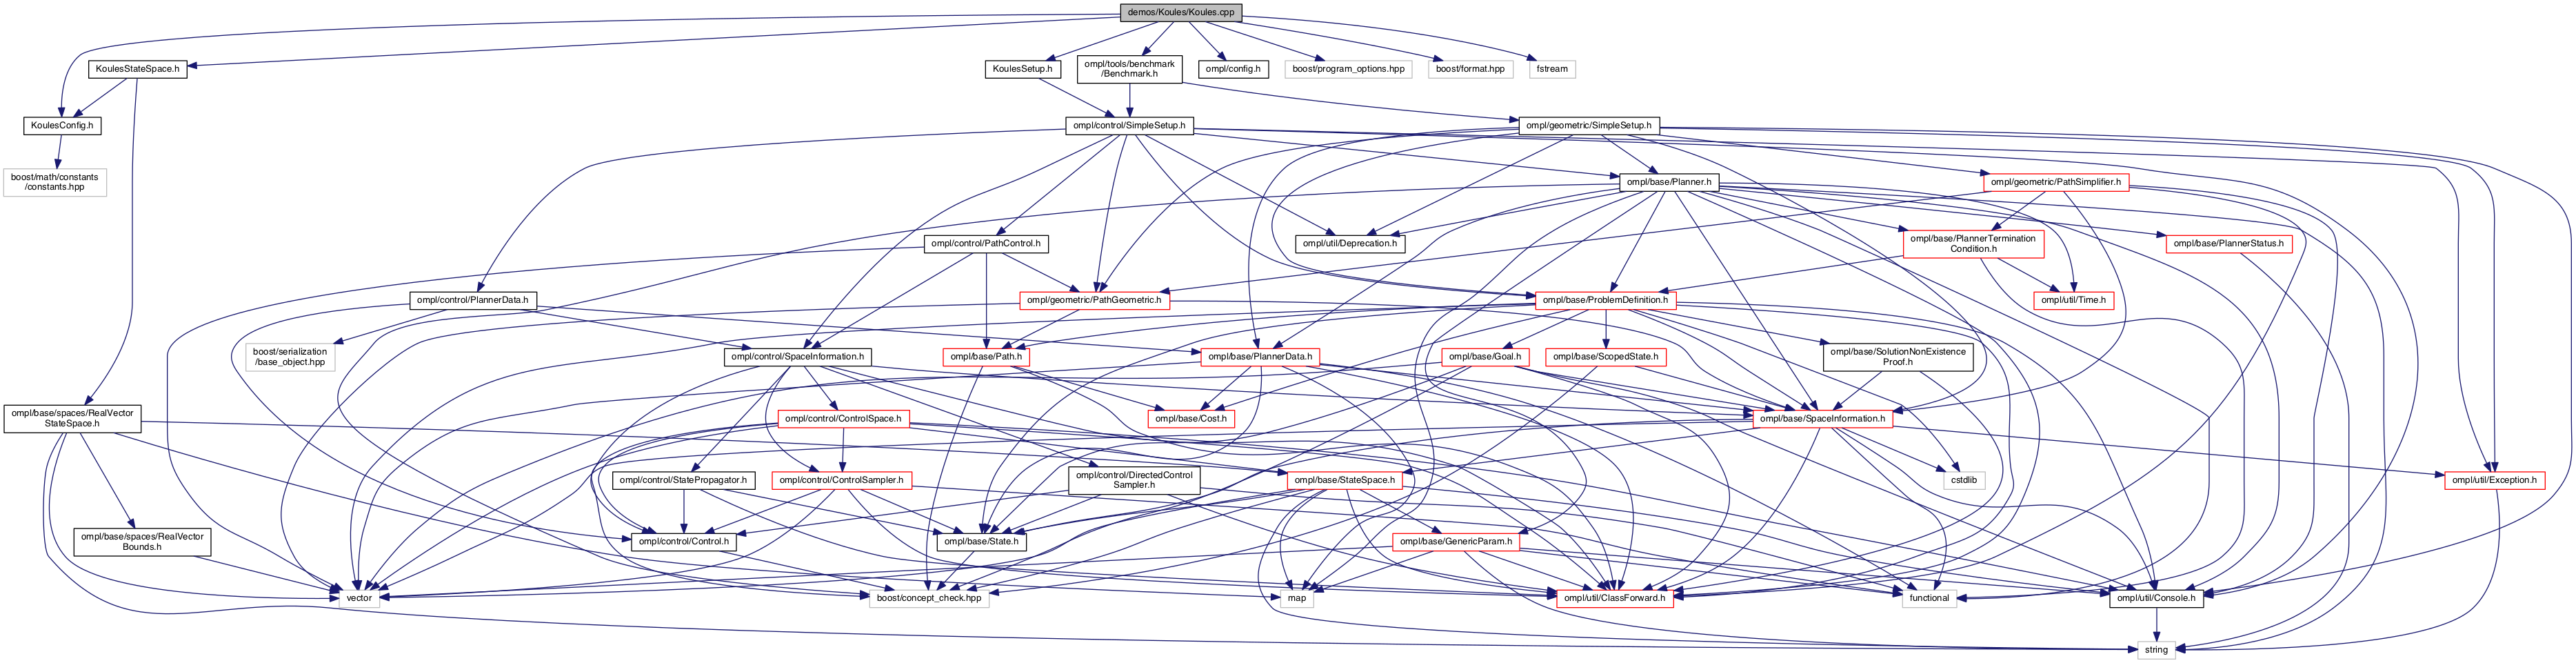 demos/Koules/Koules.cpp
KoulesStateSpace.h
KoulesSetup.h
ompl/tools/benchmark
/Benchmark.h
ompl/config.h
boost/program_options.hpp
boost/format.hpp
fstream
KoulesConfig.h
ompl/control/SimpleSetup.h
ompl/geometric/SimpleSetup.h
boost/math/constants
/constants.hpp
ompl/base/Planner.h
ompl/geometric/PathSimplifier.h
ompl/control/PathControl.h
ompl/util/Deprecation.h
ompl/base/PlannerTermination
Condition.h
ompl/base/PlannerStatus.h
ompl/control/PlannerData.h
ompl/geometric/PathGeometric.h
ompl/base/ProblemDefinition.h
ompl/util/Time.h
boost/serialization
/base_object.hpp
ompl/control/SpaceInformation.h
ompl/base/Path.h
ompl/base/PlannerData.h
ompl/base/Goal.h
ompl/base/ScopedState.h
ompl/base/SolutionNonExistence
Proof.h
ompl/base/spaces/RealVector
StateSpace.h
ompl/control/ControlSpace.h
ompl/base/Cost.h
ompl/base/SpaceInformation.h
ompl/control/StatePropagator.h
ompl/control/ControlSampler.h
ompl/control/DirectedControl
Sampler.h
ompl/base/StateSpace.h
cstdlib
ompl/util/Exception.h
ompl/base/spaces/RealVector
Bounds.h
ompl/control/Control.h
ompl/base/State.h
ompl/base/GenericParam.h
vector
boost/concept_check.hpp
map
ompl/util/ClassForward.h
functional
ompl/util/Console.h
string